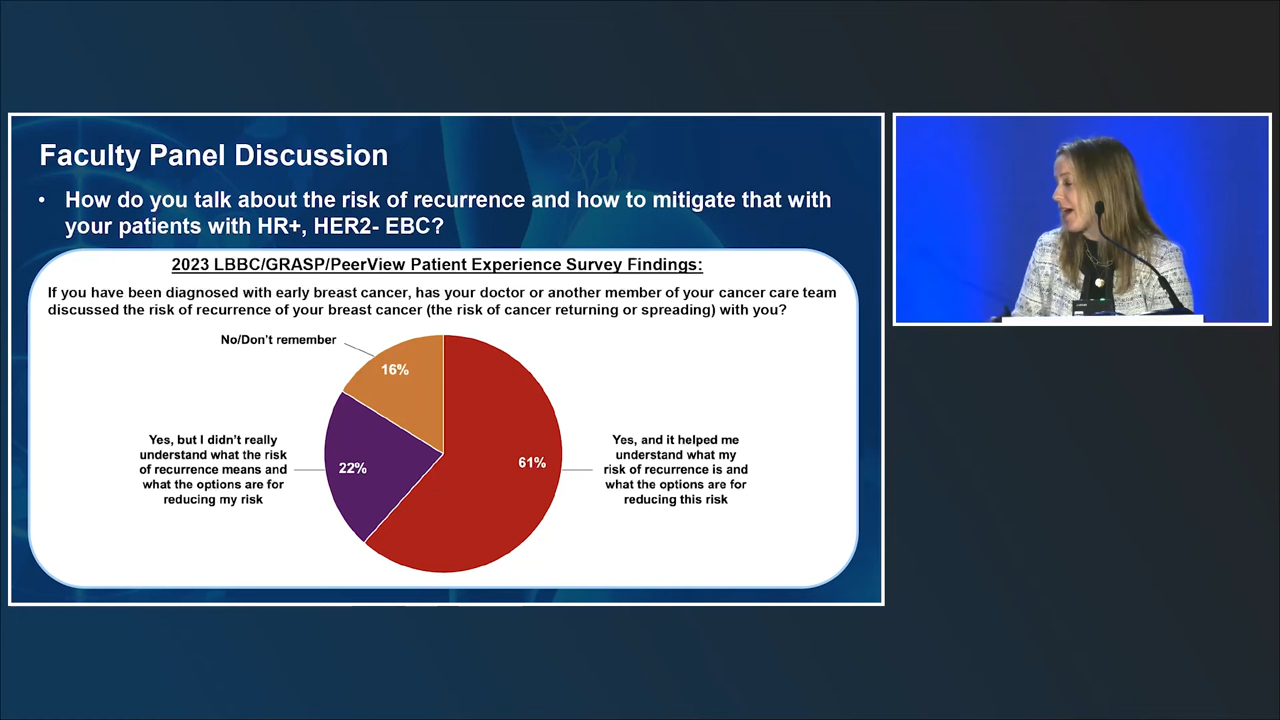 Faculty Panel Discussion
• How do you talk about the risk of recurrence and how to mitigate that with
your patients with HR+, HER2- EBC?
2023 LBBC/GRASP/PeerView Patient Experience Survey Findings:
If you have been diagnosed with early breast cancer, has your doctor or another member of your cancer care team
discussed the risk of recurrence of your breast cancer (the risk of cancer returning or spreading) with you?
No/Don't remember
16%
Yes, but I didn't really
understand what the risk
of recurrence means and
what the options are for
reducing my risk
22%
61%
Yes, and it helped me
understand what my
risk of recurrence is and
what the options are for
reducing this risk